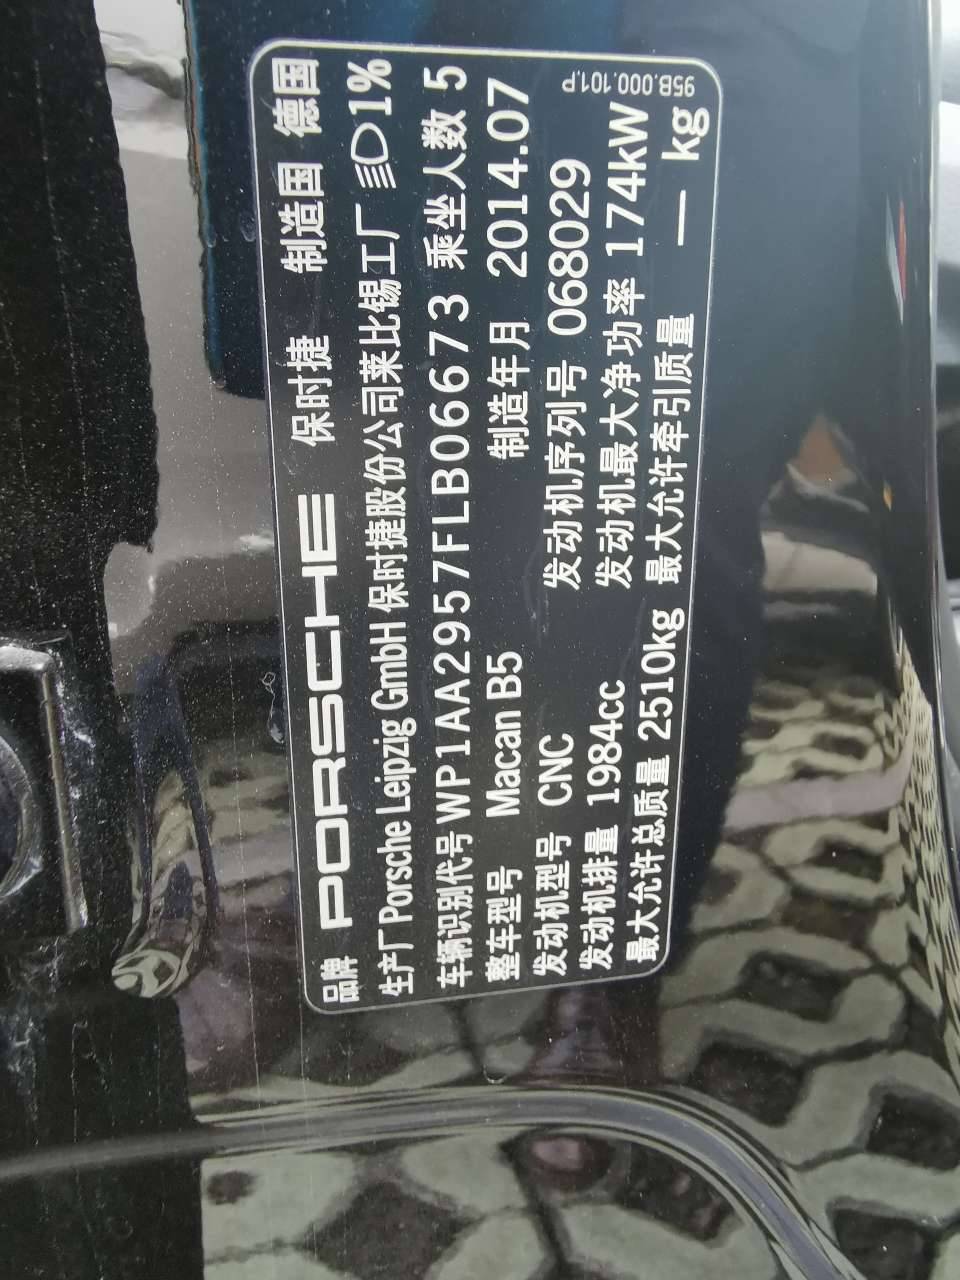 品牌 PORSCHE 保时捷 制造国 德国
生产厂 Porsche Leipzig GmbH 保时捷股份公司莱比锡工厂 1%
车辆识别代号 WP1AA2957FLB06673 乘坐人数 5
整车型号 Macan B5 制造年月 2014.07
发动机型号 CNC 发动机序列号 068029
发动机排量 1984cc 发动机最大净功率 174kW
最大允许总质量 2510kg 最大允许牵引质量 — kg
95B.000.101.P